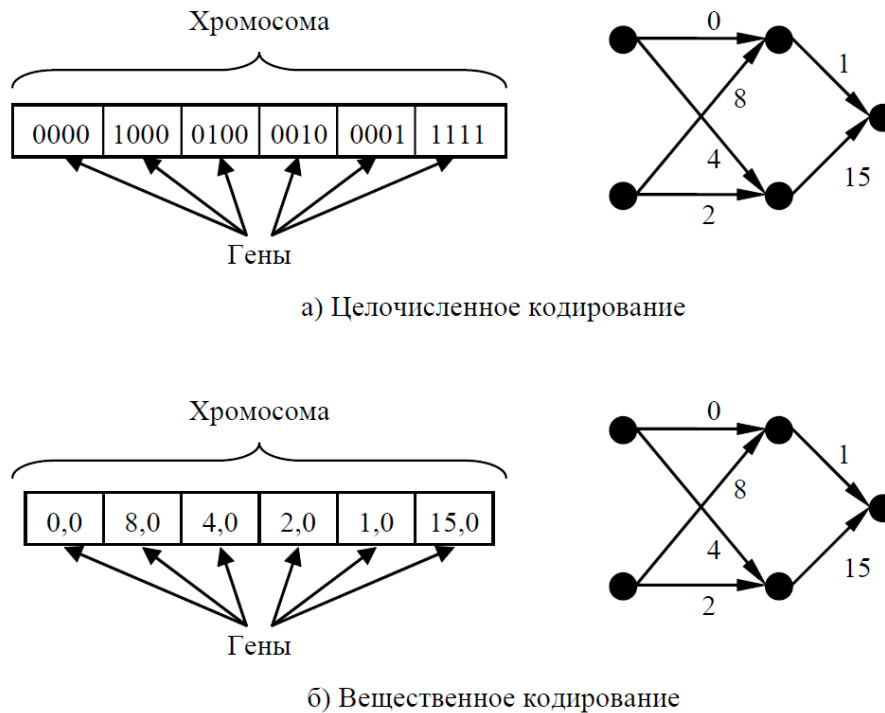 Хромосома
0000 1000 0100 0010 0001 1111
Гены
0
8
4
2
1
15
а) Целочисленное кодирование
Хромосома
0,0 8,0 4,0 2,0 1,0 15,0
Гены
0
8
4
2
1
15
б) Вещественное кодирование